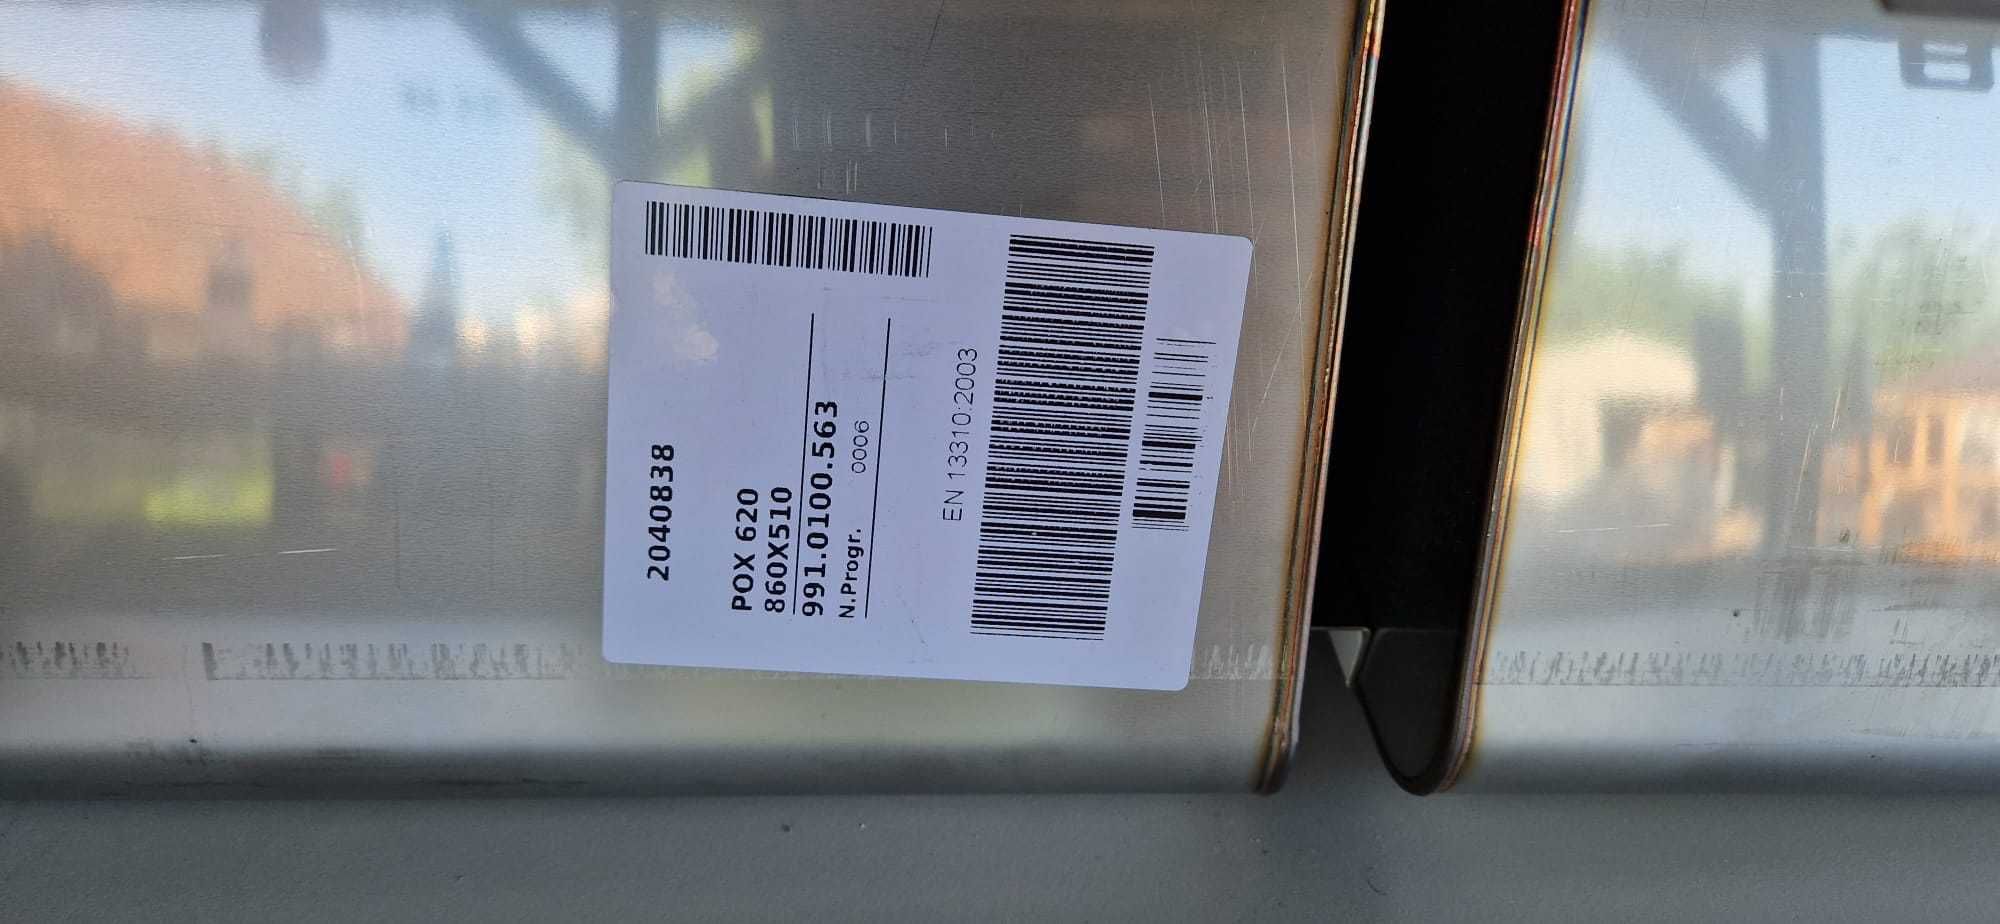 2040838
POX 620
860X510
991.0100.563
N.Progr. 0006
EN 13310:2003